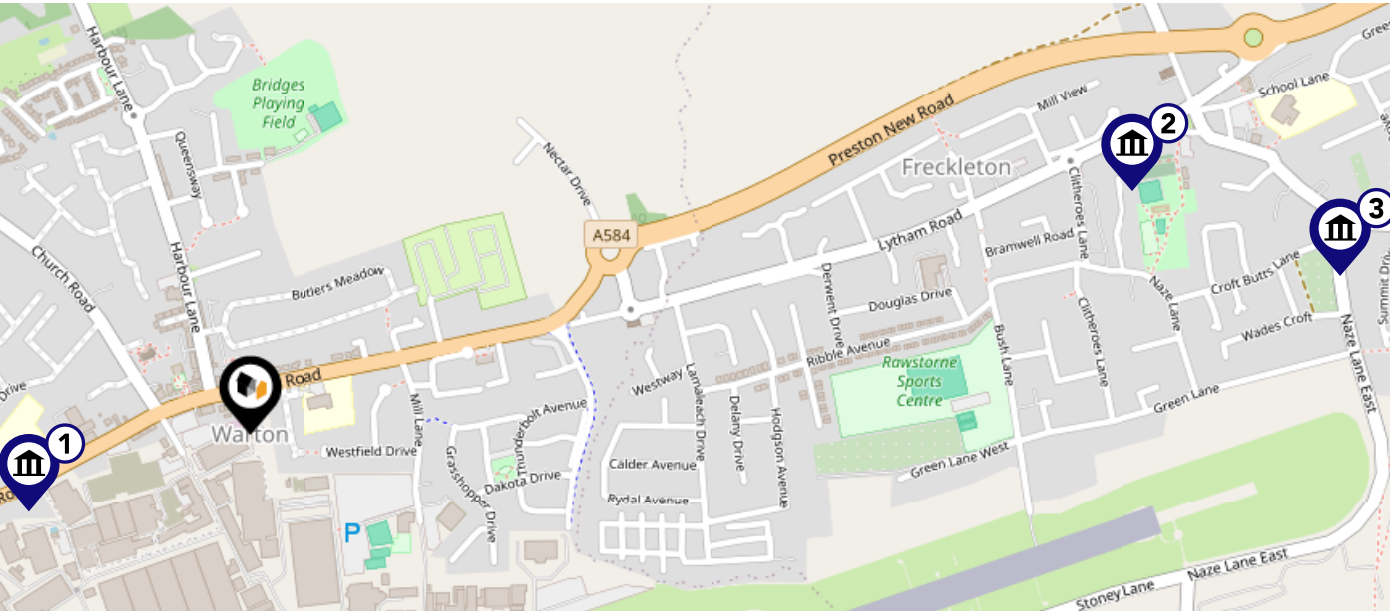 Harbour Lane
Bridges
Playing
Field
Queensway
Nectar Drive
Preston New Road
Mill View
School Lane
2
Freckleton
Clitheroes Lane
3
A584
Lytham Road
Bramwell Road
Church Road
Harbour Lane
Butlers Meadow
Derwent Drive
Douglas Drive
Naze Lane
Croft Butts Lane
Summit Driv
Wades Croft
Naze Lane East
Clitheroes Lane
Bush Lane
Ribble Avenue
Rawstorne
Sports
Centre
Green Lane
Drive
Road
Westway
Lamaleach Drive
Delany Drive
Hodgson Avenue
Mill Lane
Thunderbolt Avenue
1
Warton
Westfield Drive
Grasshopper Drive
Dakota Drive
Calder Avenue
Rydal Avenue
Green Lane West
P
Naze Lane East
Stoney Lane